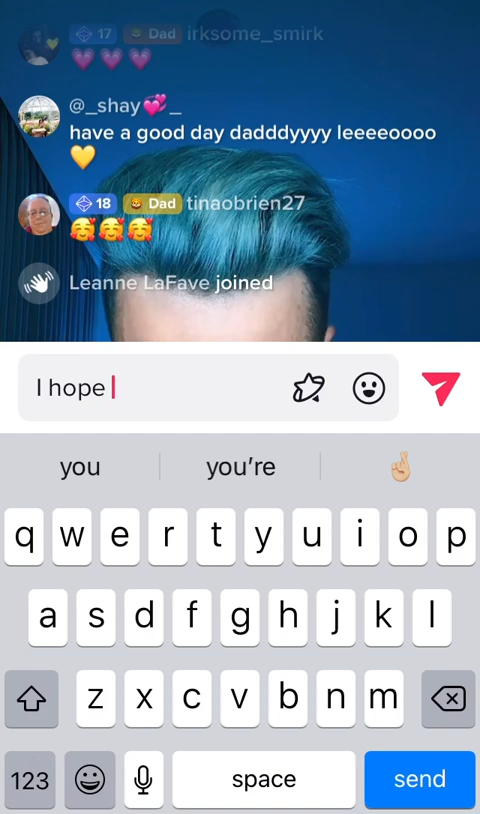 17 Dad irksome_smirk
💗 💗 💗
@_shay💞_
have a good day dadddyyyy leeeeoooo
💛
18 Dad tinaobrien27
🥰🥰🥰
Leanne LaFave joined
I hope
you you're 🤞🏼
q w e r t y u i o p
a s d f g h j k l
z x c v b n m
123 space send